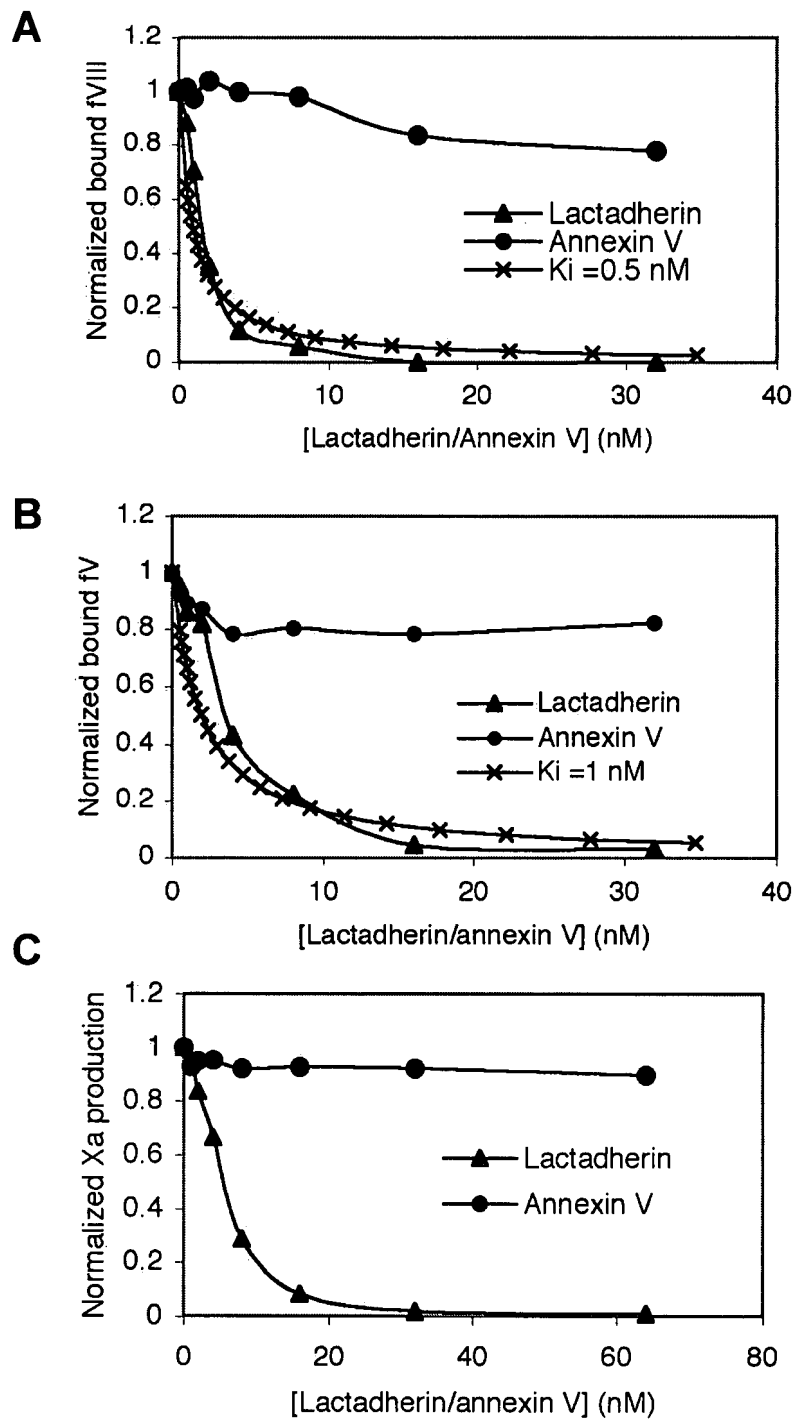 A
Normalized bound fVIII
1.2
1
0.8
0.6
0.4
0.2
0
Lactadherin
Annexin V
Ki =0.5 nM
0 10 20 30 40
[Lactadherin/Annexin V] (nM)
B
Normalized bound fV
1.2
1
0.8
0.6
0.4
0.2
0
Lactadherin
Annexin V
Ki =1 nM
0 10 20 30 40
[Lactadherin/annexin V] (nM)
C
Normalized Xa production
1.2
1
0.8
0.6
0.4
0.2
0
Lactadherin
Annexin V
0 20 40 60 80
[Lactadherin/annexin V] (nM)